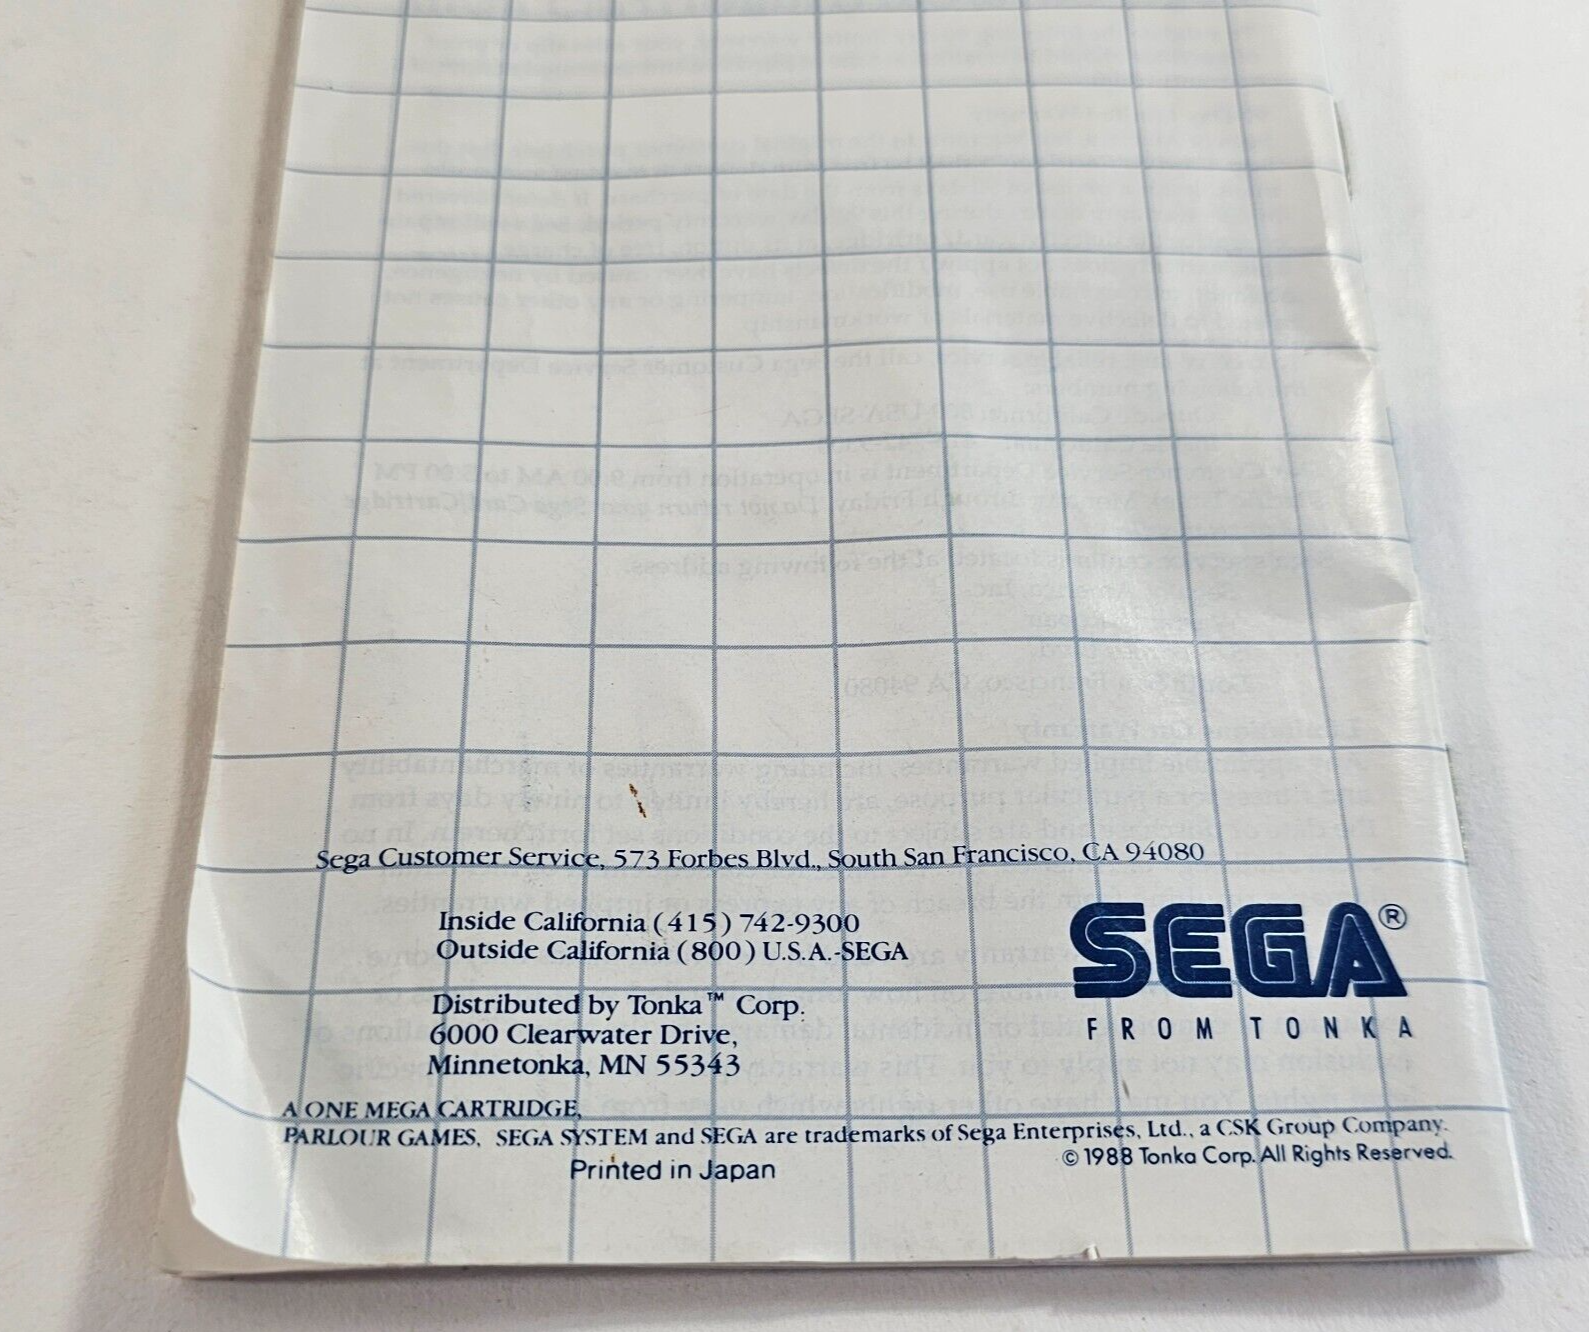 Sega Customer Service, 573 Forbes Blvd., South San Francisco, CA 94080
Inside California (415) 742-9300
Outside California (800) U.S.A.-SEGA
Distributed by Tonka™ Corp.
6000 Clearwater Drive,
Minnetonka, MN 55343
SEGA®
FROM TONKA
A ONE MEGA CARTRIDGE,
PARLOUR GAMES, SEGA SYSTEM and SEGA are trademarks of Sega Enterprises, Ltd., a CSK Group Company.
©1988 Tonka Corp. All Rights Reserved.
Printed in Japan